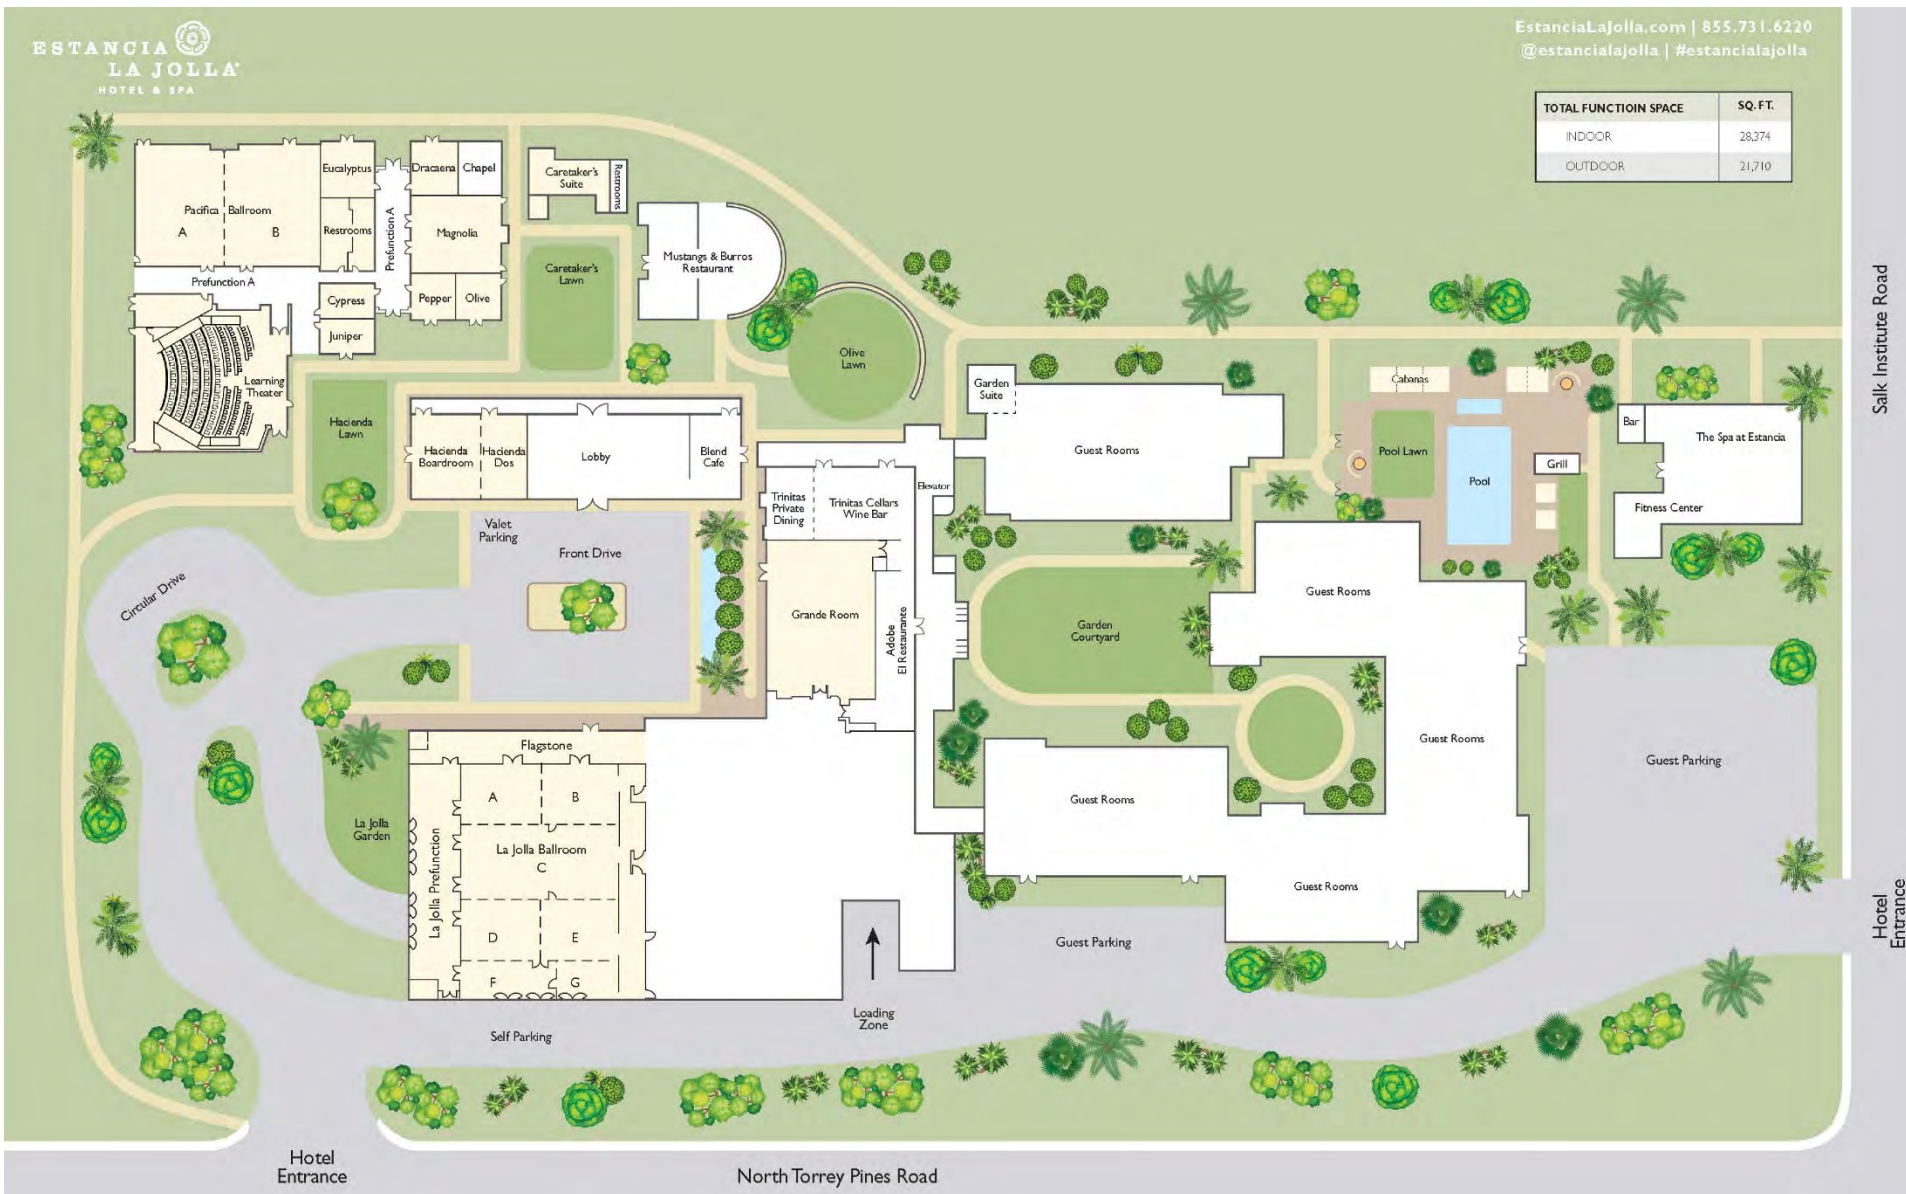 ESTANCIA
LA JOLLA
HOTEL & SPA
EstanciaLaJolla.com | 855.731.6220
@estancialajolla | #estancialajolla
TOTAL FUNCTIOIN SPACE SQ. FT.
INDOOR 28,374
OUTDOOR 21,710
Eucalyptus
Dracaena
Chapel
Caretaker's
Suite
Restrooms
Pacifica Ballroom
A B
Restrooms
Prefunction A
Magnolia
Mustangs & Burros
Restaurant
Caretaker's
Lawn
Prefunction A
Cypress
Pepper
Olive
Juniper
Learning
Theater
Olive
Lawn
Garden
Suite
Cabanas
Salk Institute Road
Hacienda
Lawn
Hacienda
Boardroom
Hacienda
Dos
Lobby
Blend
Cafe
Guest Rooms
Pool Lawn
Pool
Grill
Bar
The Spa at Estancia
Fitness Center
Elevator
Trinitas
Private
Dining
Trinitas Cellars
Wine Bar
Valet
Parking
Front Drive
Circular Drive
Grande Room
Adobe
El Restaurante
Garden
Courtyard
Guest Rooms
Guest Rooms
Guest Parking
Flagstone
A B
La Jolla
Garden
La Jolla Prefunction
La Jolla Ballroom
C
D E
F G
Guest Rooms
Guest Rooms
Guest Parking
Hotel
Entrance
Loading
Zone
Self Parking
Hotel
Entrance
North Torrey Pines Road